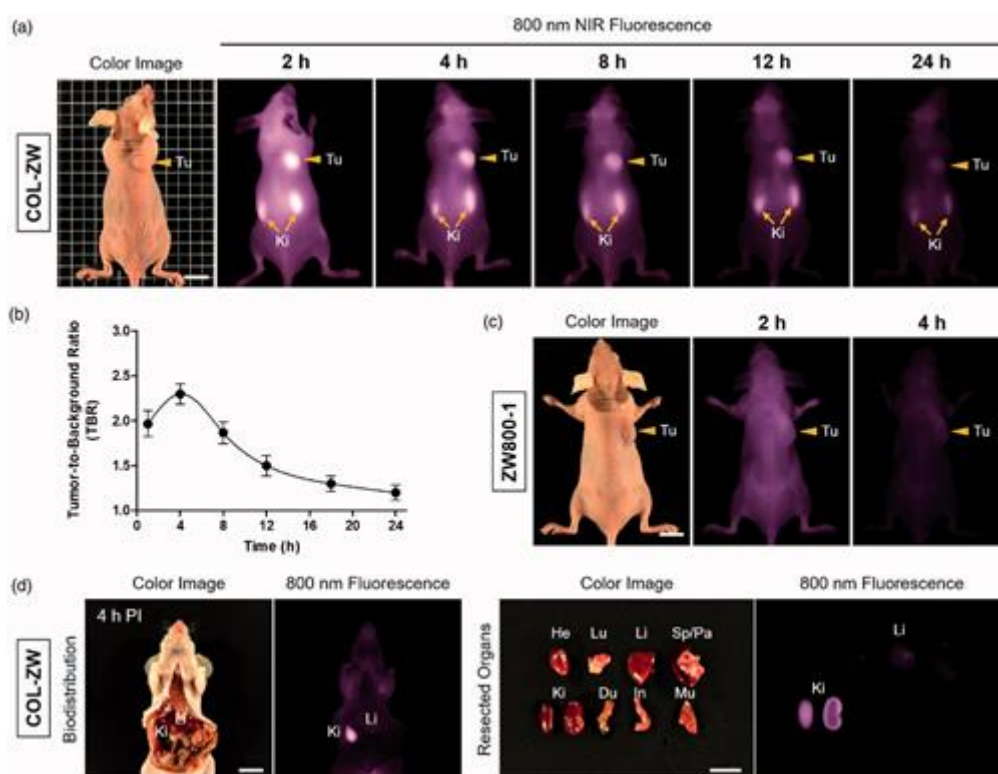 (a)
800 nm NIR Fluorescence
Color Image
2 h
4 h
8 h
12 h
24 h
COL-ZW
Tu
Tu
Tu
Tu
Tu
Tu
Ki
Ki
Ki
Ki
Ki
(b)
Tumor-to-Background Ratio
(TBR)
3.0
2.5
2.0
1.5
1.0
0
4
8
12
16
20
24
Time (h)
(c)
Color Image
2 h
4 h
ZW800-1
Tu
Tu
Tu
(d)
Color Image
800 nm Fluorescence
Color Image
800 nm Fluorescence
COL-ZW
Biodistribution
4 h PI
Li
Ki
Li
Ki
Resected Organs
He
Lu
Li
Sp/Pa
Ki
Du
In
Mu
Li
Ki